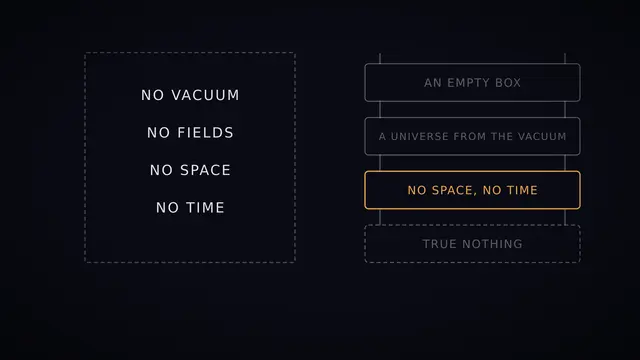 NO VACUUM
NO FIELDS
NO SPACE
NO TIME
AN EMPTY BOX
A UNIVERSE FROM THE VACUUM
NO SPACE, NO TIME
TRUE NOTHING